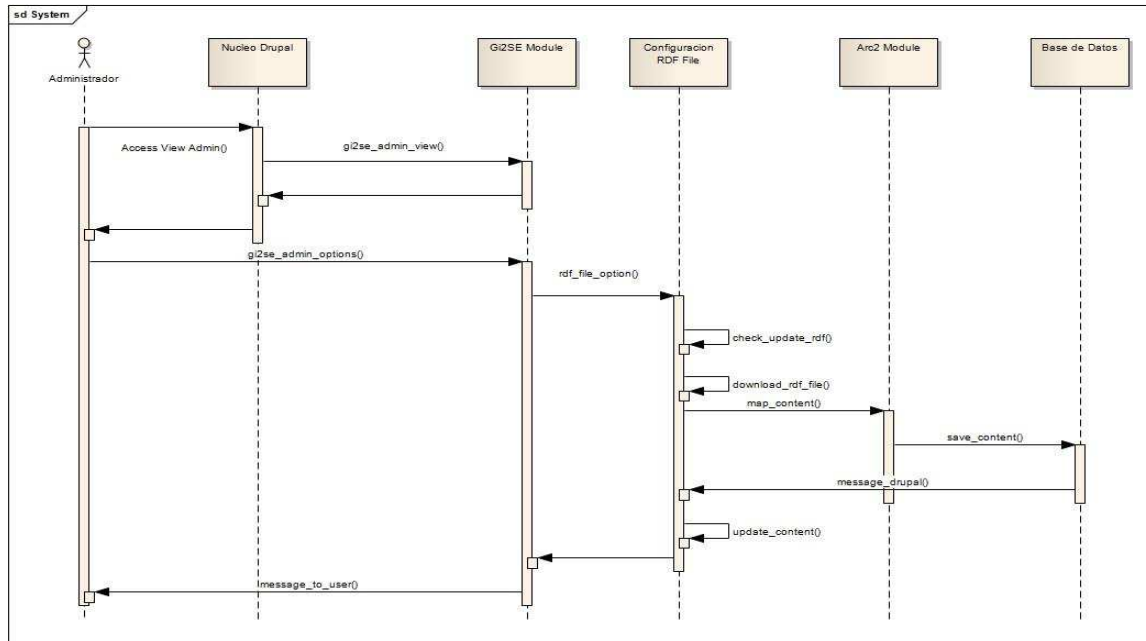 sd System
Administrador
Nucleo Drupal
Gi2SE Module
Configuracion
RDF File
Arc2 Module
Base de Datos
Access View Admin()
gi2se_admin_view()
gi2se_admin_options()
rdf_file_option()
check_update_rdf()
download_rdf_file()
map_content()
save_content()
message_drupal()
update_content()
message_to_user()